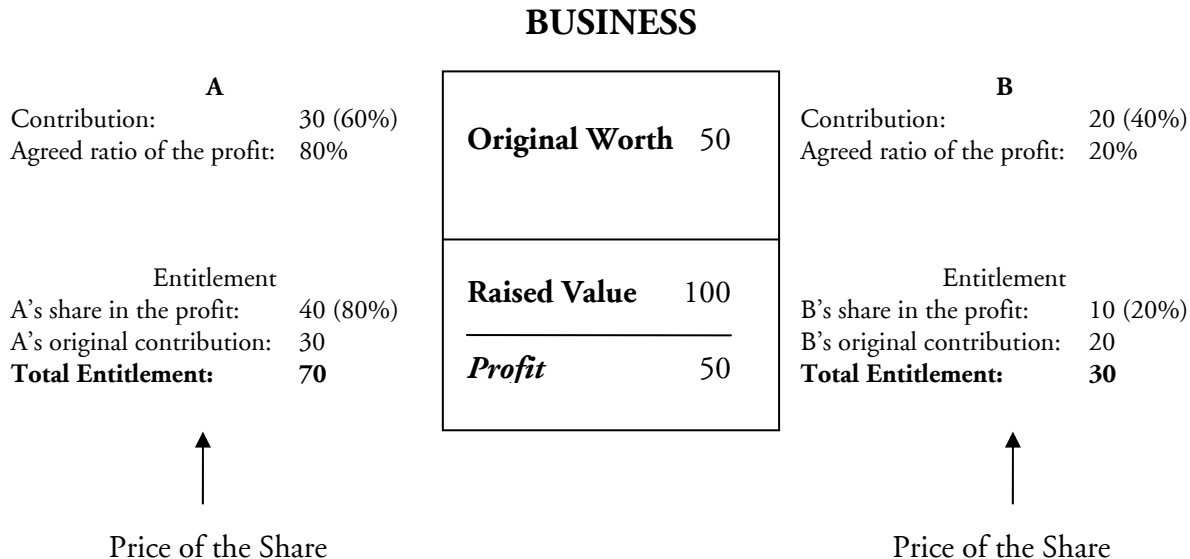 BUSINESS
A
Contribution: 30 (60%)
Agreed ratio of the profit: 80%
Original Worth 50
B
Contribution: 20 (40%)
Agreed ratio of the profit: 20%
Entitlement
A's share in the profit: 40 (80%)
A's original contribution: 30
Total Entitlement: 70
Raised Value 100
Profit 50
Entitlement
B's share in the profit: 10 (20%)
B's original contribution: 20
Total Entitlement: 30
Price of the Share
Price of the Share